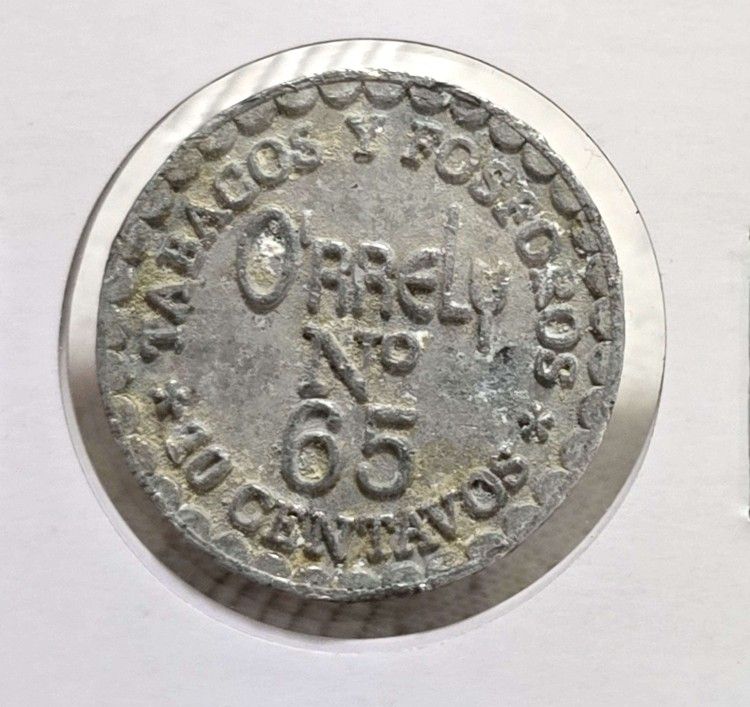 TABACOS Y FOSFOROS
O'RRELY
Nº
65
* 10 CENTAVOS *